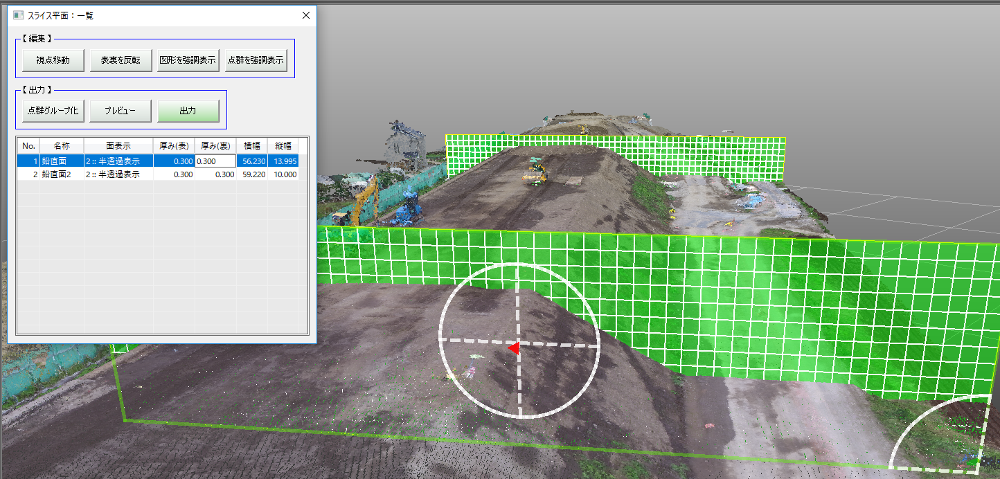 スライス平面：一覧
【 編集 】
視点移動 表裏を反転 図形を強調表示 点群を強調表示
【 出力 】
点群グループ化 プレビュー 出力
No. 名称 面表示 厚み(表) 厚み(裏) 横幅 縦幅
1 鉛直面 2 :: 半透過表示 0.300 0.300 56.230 13.995
2 鉛直面2 2 :: 半透過表示 0.300 0.300 59.220 10.000